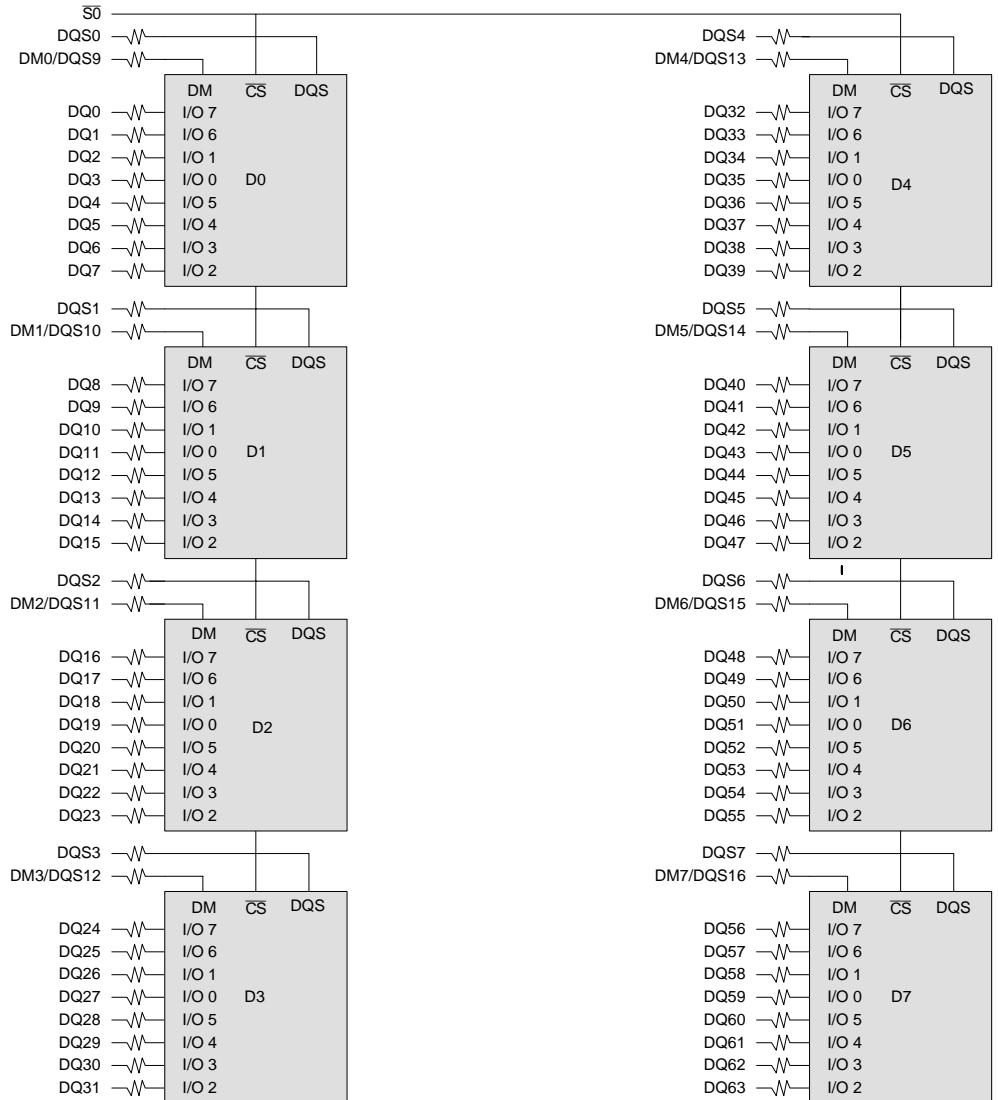 S0
DQS0
DM0/DQS9
DM CS DQS
DQ0 I/O 7
DQ1 I/O 6
DQ2 I/O 1
DQ3 I/O 0 D0
DQ4 I/O 5
DQ5 I/O 4
DQ6 I/O 3
DQ7 I/O 2
DQS1
DM1/DQS10
DM CS DQS
DQ8 I/O 7
DQ9 I/O 6
DQ10 I/O 1
DQ11 I/O 0 D1
DQ12 I/O 5
DQ13 I/O 4
DQ14 I/O 3
DQ15 I/O 2
DQS2
DM2/DQS11
DM CS DQS
DQ16 I/O 7
DQ17 I/O 6
DQ18 I/O 1
DQ19 I/O 0 D2
DQ20 I/O 5
DQ21 I/O 4
DQ22 I/O 3
DQ23 I/O 2
DQS3
DM3/DQS12
DM CS DQS
DQ24 I/O 7
DQ25 I/O 6
DQ26 I/O 1
DQ27 I/O 0 D3
DQ28 I/O 5
DQ29 I/O 4
DQ30 I/O 3
DQ31 I/O 2
DQS4
DM4/DQS13
DM CS DQS
DQ32 I/O 7
DQ33 I/O 6
DQ34 I/O 1
DQ35 I/O 0 D4
DQ36 I/O 5
DQ37 I/O 4
DQ38 I/O 3
DQ39 I/O 2
DQS5
DM5/DQS14
DM CS DQS
DQ40 I/O 7
DQ41 I/O 6
DQ42 I/O 1
DQ43 I/O 0 D5
DQ44 I/O 5
DQ45 I/O 4
DQ46 I/O 3
DQ47 I/O 2
DQS6
DM6/DQS15
DM CS DQS
DQ48 I/O 7
DQ49 I/O 6
DQ50 I/O 1
DQ51 I/O 0 D6
DQ52 I/O 5
DQ53 I/O 4
DQ54 I/O 3
DQ55 I/O 2
DQS7
DM7/DQS16
DM CS DQS
DQ56 I/O 7
DQ57 I/O 6
DQ58 I/O 1
DQ59 I/O 0 D7
DQ60 I/O 5
DQ61 I/O 4
DQ62 I/O 3
DQ63 I/O 2